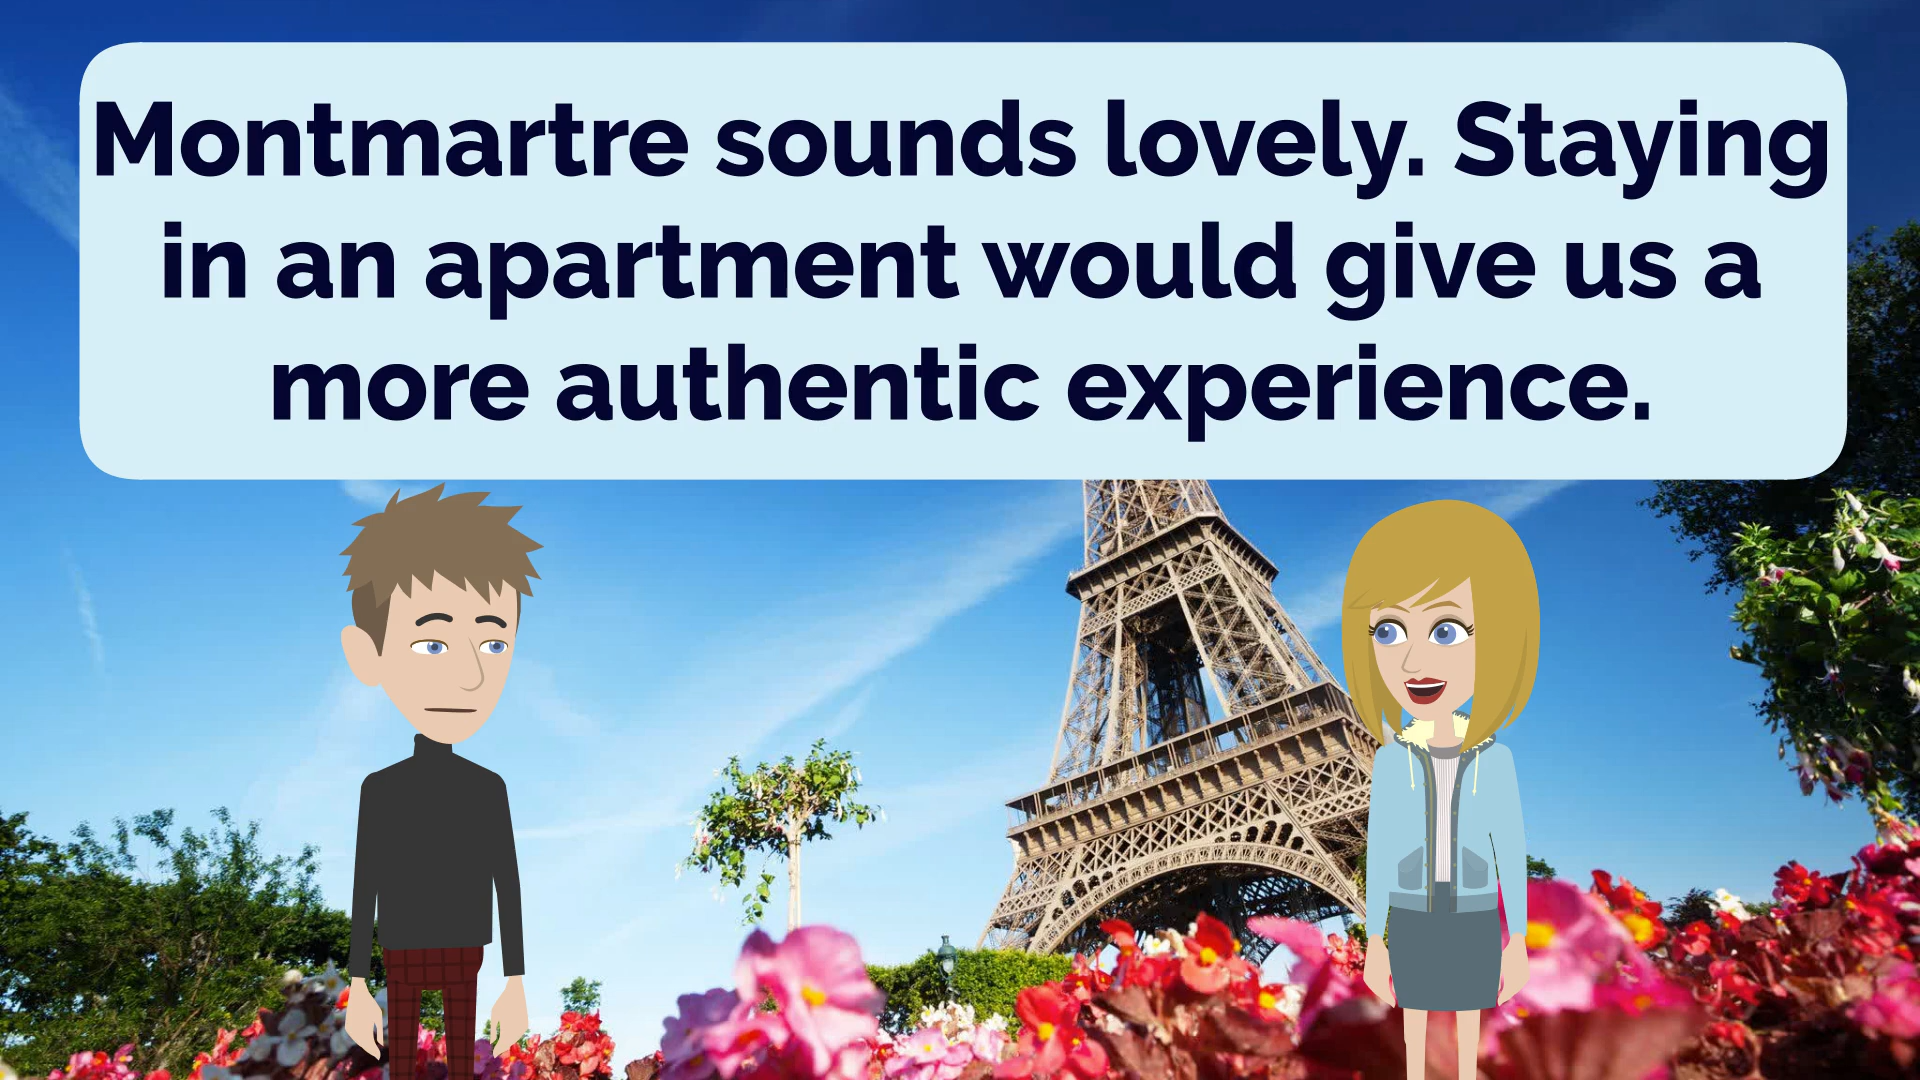 Montmartre sounds lovely. Staying
in an apartment would give us a
more authentic experience.